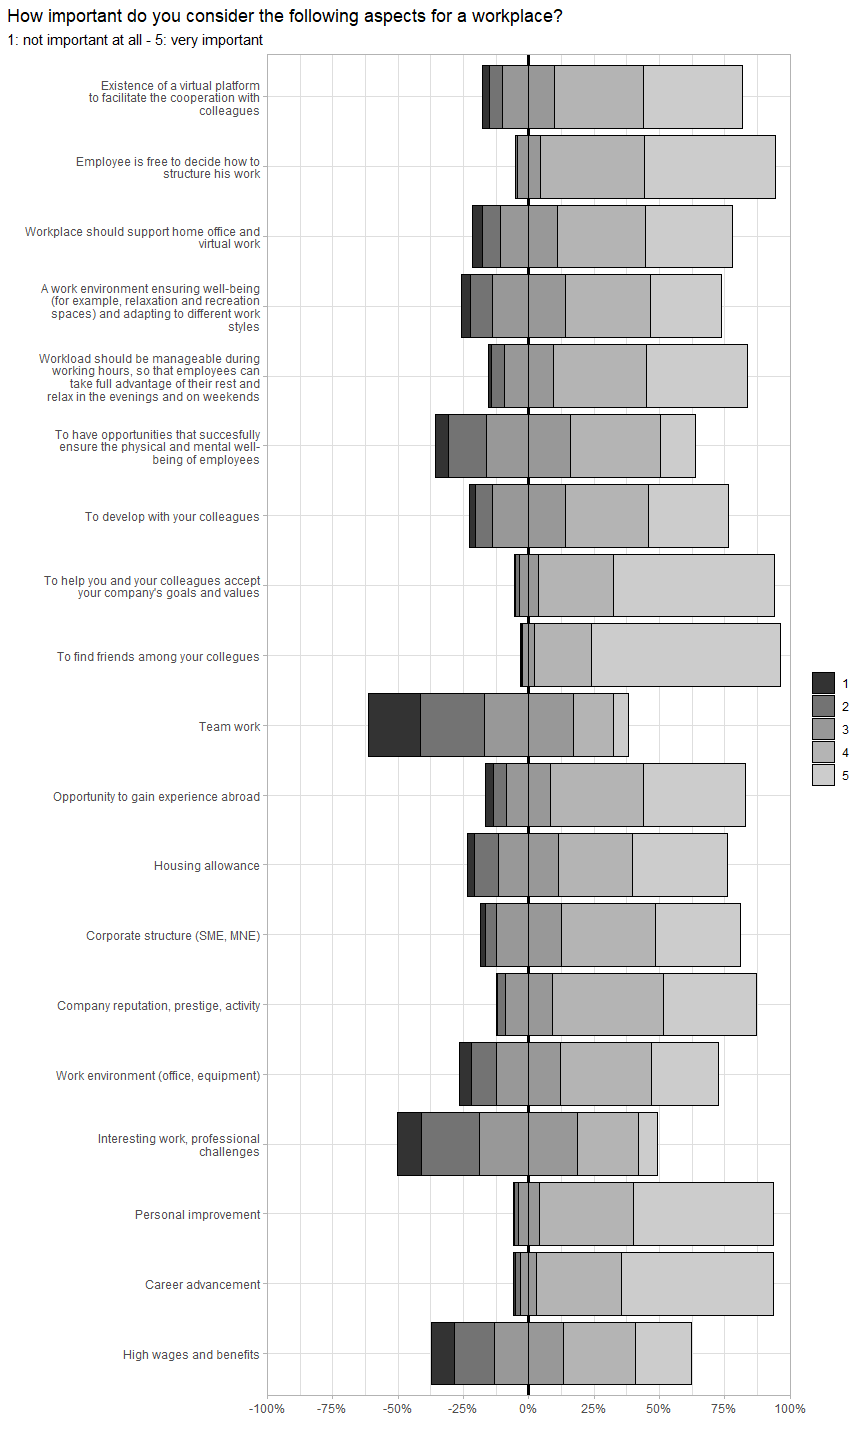 How important do you consider the following aspects for a workplace?
1: not important at all - 5: very important
Existence of a virtual platform
to facilitate the cooperation with
colleagues
Employee is free to decide how to
structure his work
Workplace should support home office and
virtual work
A work environment ensuring well-being
(for example, relaxation and recreation
spaces) and adapting to different work
styles
Workload should be manageable during
working hours, so that employees can
take full advantage of their rest and
relax in the evenings and on weekends
To have opportunities that succesfully
ensure the physical and mental well-
being of employees
To develop with your colleagues
To help you and your colleagues accept
your company's goals and values
To find friends among your collegues
Team work
Opportunity to gain experience abroad
Housing allowance
Corporate structure (SME, MNE)
Company reputation, prestige, activity
Work environment (office, equipment)
Interesting work, professional
challenges
Personal improvement
Career advancement
High wages and benefits
-100% -75% -50% -25% 0% 25% 50% 75% 100%
1
2
3
4
5